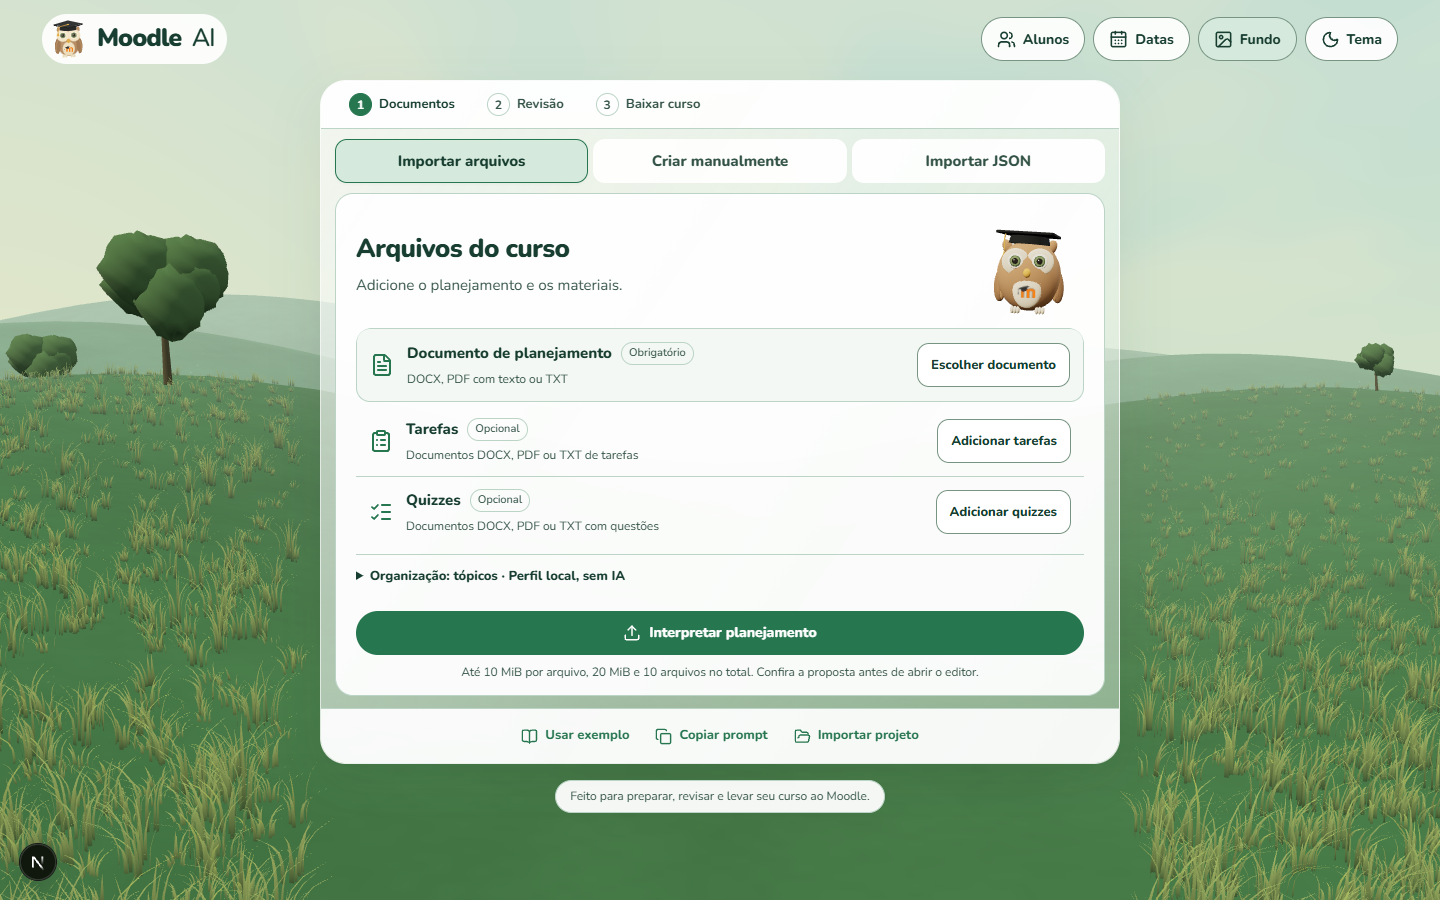 Moodle AI
Alunos
Datas
Fundo
Tema
1 Documentos
2 Revisão
3 Baixar curso
Importar arquivos
Criar manualmente
Importar JSON
Arquivos do curso
Adicione o planejamento e os materiais.
Documento de planejamento Obrigatório
DOCX, PDF com texto ou TXT
Escolher documento
Tarefas Opcional
Documentos DOCX, PDF ou TXT de tarefas
Adicionar tarefas
Quizzes Opcional
Documentos DOCX, PDF ou TXT com questões
Adicionar quizzes
Organização: tópicos · Perfil local, sem IA
Interpretar planejamento
Até 10 MiB por arquivo, 20 MiB e 10 arquivos no total. Confira a proposta antes de abrir o editor.
Usar exemplo
Copiar prompt
Importar projeto
Feito para preparar, revisar e levar seu curso ao Moodle.
N